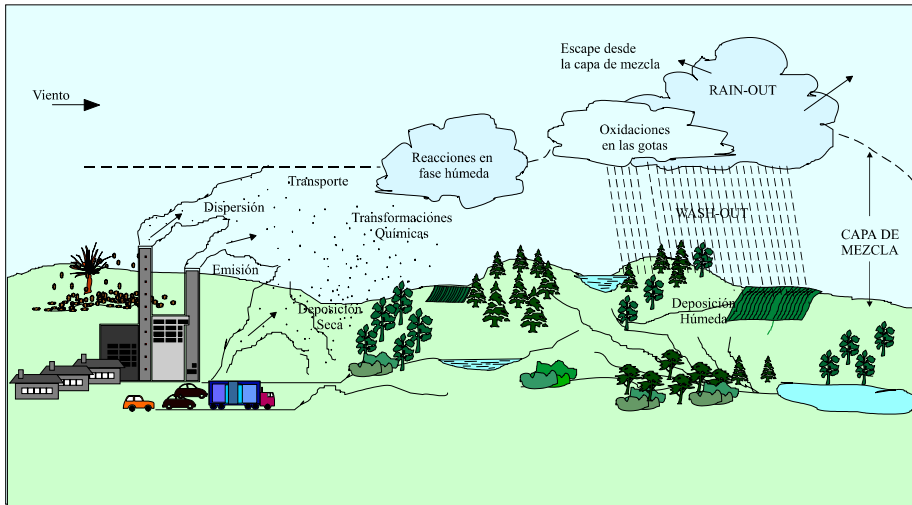 Escape desde
la capa de mezcla
RAIN-OUT
Viento
Oxidaciones
en las gotas
Reacciones en
fase húmeda
Transporte
Dispersión
Transformaciónes
Químicas
WASH-OUT
CAPA DE
MEZCLA
Emisión
Deposición
Seca
Deposición
Húmeda